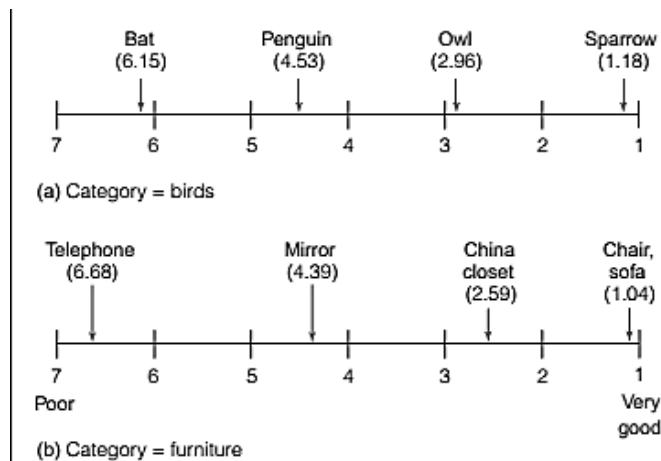 Bat Penguin Owl Sparrow
(6.15) (4.53) (2.96) (1.18)
7 6 5 4 3 2 1
(a) Category = birds
Telephone Mirror China Chair,
(6.68) (4.39) closet sofa
(2.59) (1.04)
7 6 5 4 3 2 1
Poor Very
good
(b) Category = furniture